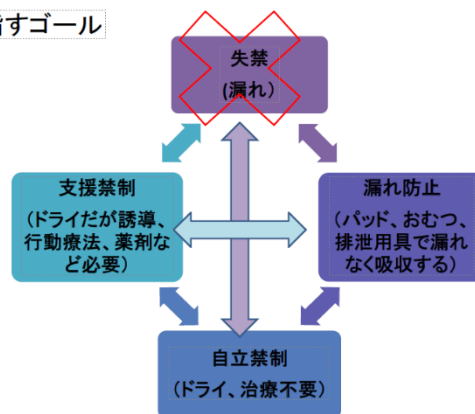 指すゴール
失禁
(漏れ)
支援禁制
(ドライだが誘導、
行動療法、薬剤な
ど必要)
漏れ防止
(パッド、おむつ、
排泄用具で漏れ
なく吸収する)
自立禁制
(ドライ、治療不要)